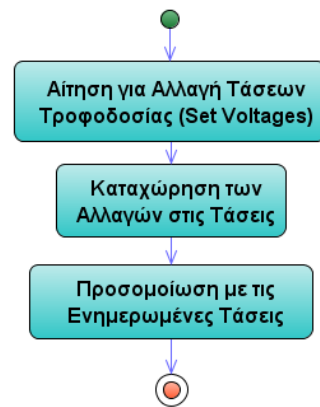 Αίτηση για Αλλαγή Τάσεων
Τροφοδοσίας (Set Voltages)
Καταχώρηση των
Αλλαγών στις Τάσεις
Προσομοίωση με τις
Ενημερωμένες Τάσεις